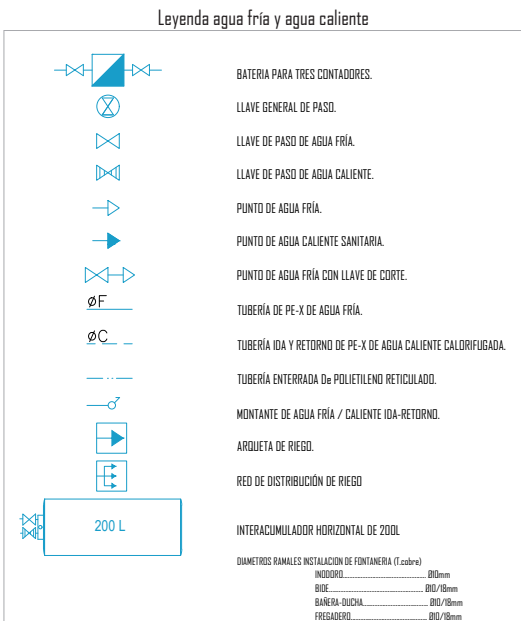 Leyenda agua fría y agua caliente
BATERIA PARA TRES CONTADORES.
LLAVE GENERAL DE PASO.
LLAVE DE PASO DE AGUA FRÍA.
LLAVE DE PASO DE AGUA CALIENTE.
PUNTO DE AGUA FRÍA.
PUNTO DE AGUA CALIENTE SANITARIA.
PUNTO DE AGUA FRÍA CON LLAVE DE CORTE.
øF
TUBERÍA DE PE-X DE AGUA FRÍA.
øC
TUBERÍA IDA Y RETORNO DE PE-X DE AGUA CALIENTE CALORIFUGADA.
TUBERÍA ENTERRADA De POLIETILENO RETICULADO.
MONTANTE DE AGUA FRÍA / CALIENTE IDA-RETORNO.
ARQUETA DE RIEGO.
RED DE DISTRIBUCIÓN DE RIEGO
200 L
INTERACUMULADOR HORIZONTAL DE 200L
DIAMETROS RAMALES INSTALACION DE FONTANERIA (T.cobre)
INODORO........................................ Ø10mm
BIDE............................................. Ø10/18mm
BAÑERA-DUCHA............................... Ø10/18mm
FREGADERO.................................... Ø10/18mm